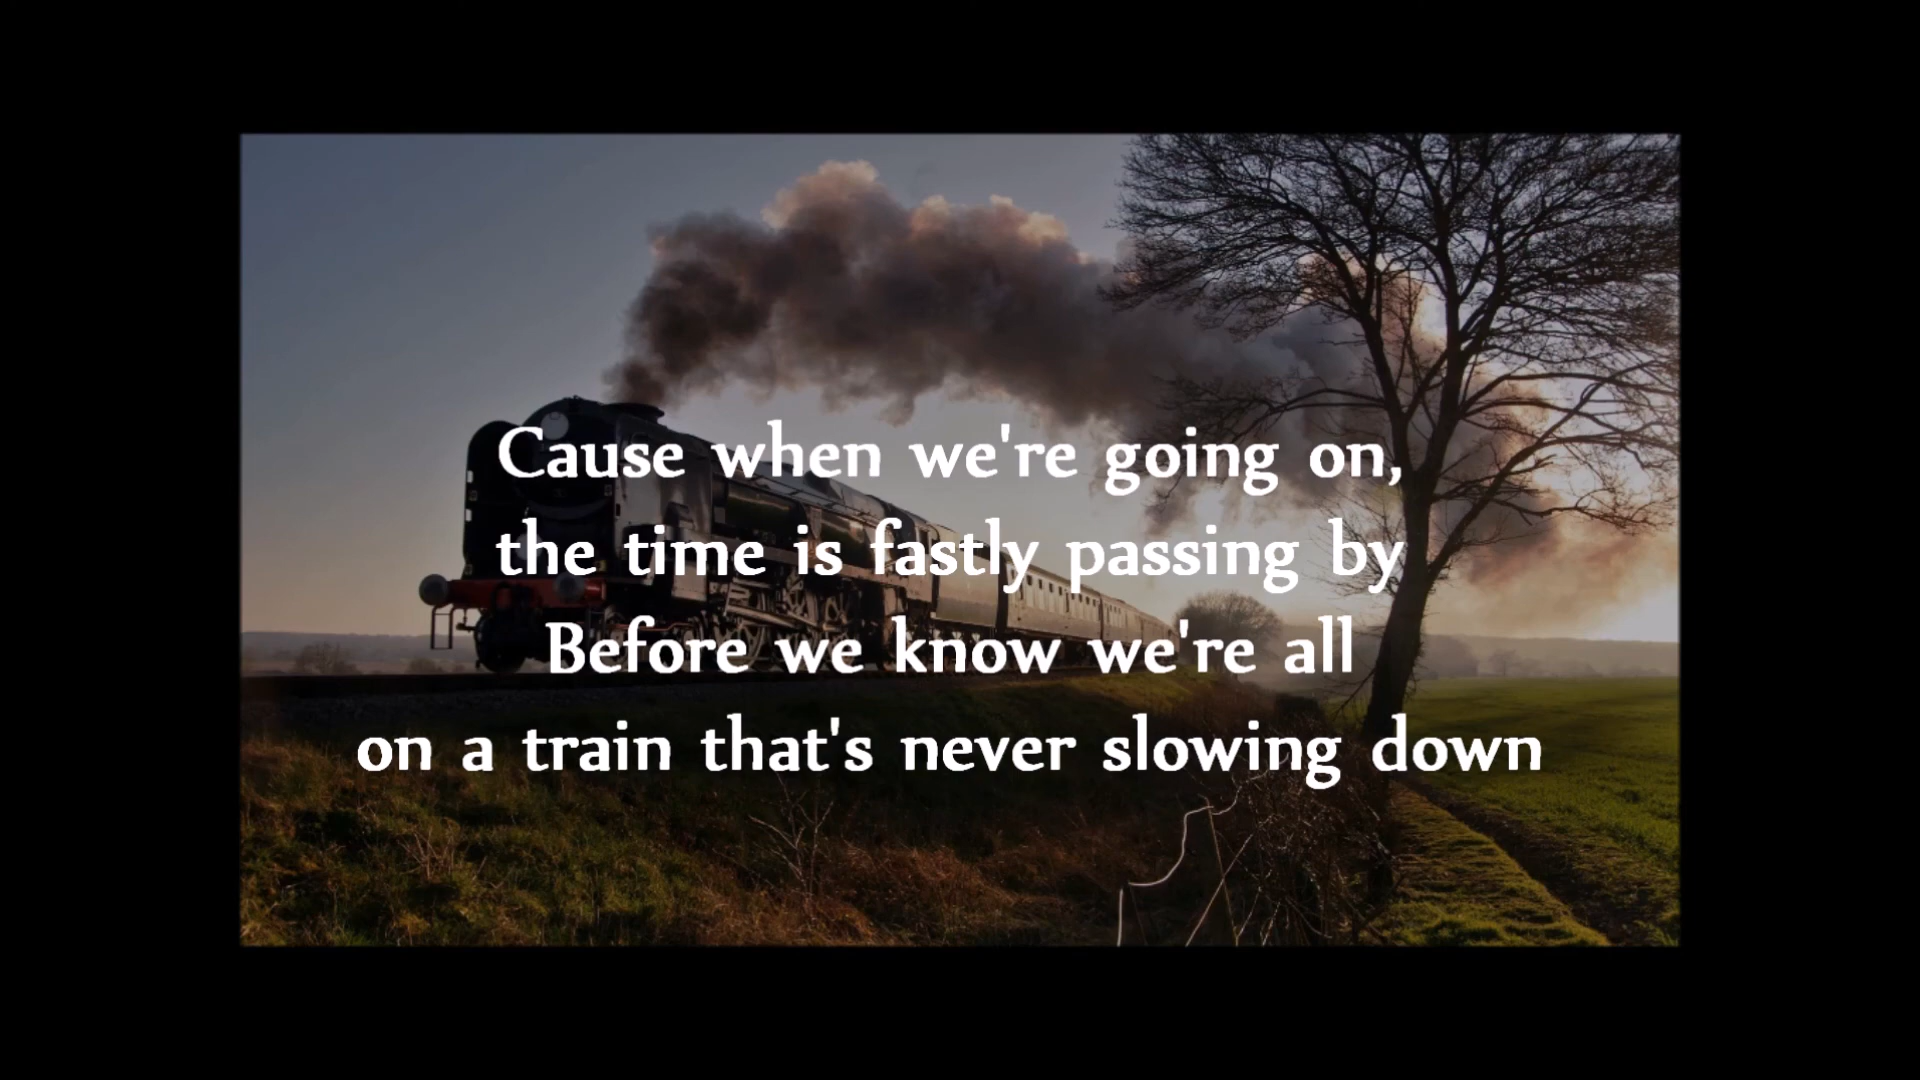 Cause when we're going on,
the time is fastly passing by
Before we know we're all
on a train that's never slowing down